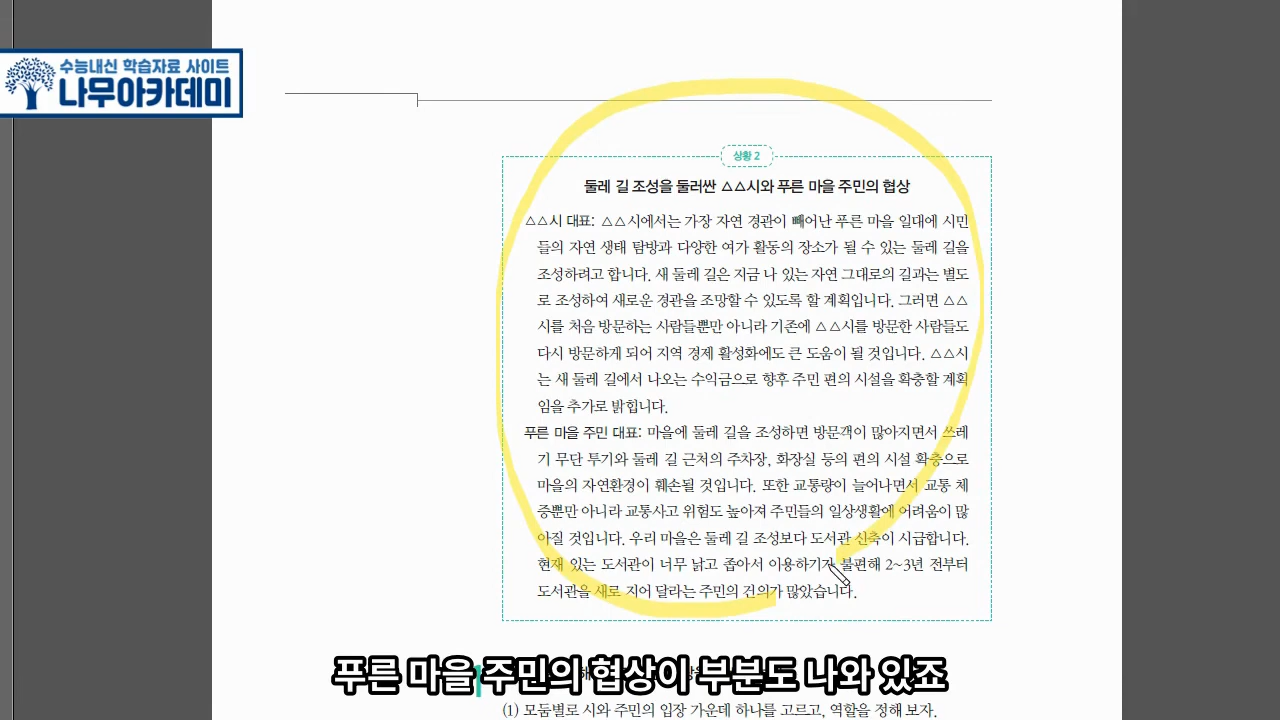 수능내신 학습자료 사이트
나무아카데미
상황 2
둘레 길 조성을 둘러싼 △△시와 푸른 마을 주민의 협상
△△시 대표: △△시에서는 가장 자연 경관이 빼어난 푸른 마을 일대에 시민
들의 자연 생태 탐방과 다양한 여가 활동의 장소가 될 수 있는 둘레 길을
조성하려고 합니다. 새 둘레 길은 지금 나 있는 자연 그대로의 길과는 별도
로 조성하여 새로운 경관을 조망할 수 있도록 할 계획입니다. 그러면 △△
시를 처음 방문하는 사람들뿐만 아니라 기존에 △△시를 방문한 사람들도
다시 방문하게 되어 지역 경제 활성화에도 큰 도움이 될 것입니다. △△시
는 새 둘레 길에서 나오는 수익금으로 향후 주민 편의 시설을 확충할 계획
임을 추가로 밝힙니다.
푸른 마을 주민 대표: 마을에 둘레 길을 조성하면 방문객이 많아지면서 쓰레
기 무단 투기와 둘레 길 근처의 주차장, 화장실 등의 편의 시설 확충으로
마을의 자연환경이 훼손될 것입니다. 또한 교통량이 늘어나면서 교통 체
증뿐만 아니라 교통사고 위험도 높아져 주민들의 일상생활에 어려움이 많
아질 것입니다. 우리 마을은 둘레 길 조성보다 도서관 신축이 시급합니다.
현재 있는 도서관이 너무 낡고 좁아서 이용하기가 불편해 2~3년 전부터
도서관을 새로 지어 달라는 주민의 건의가 많았습니다.
푸른 마을 주민의 협상이 부분도 나와 있죠
(1) 모둠별로 시와 주민의 입장 가운데 하나를 고르고, 역할을 정해 보자.